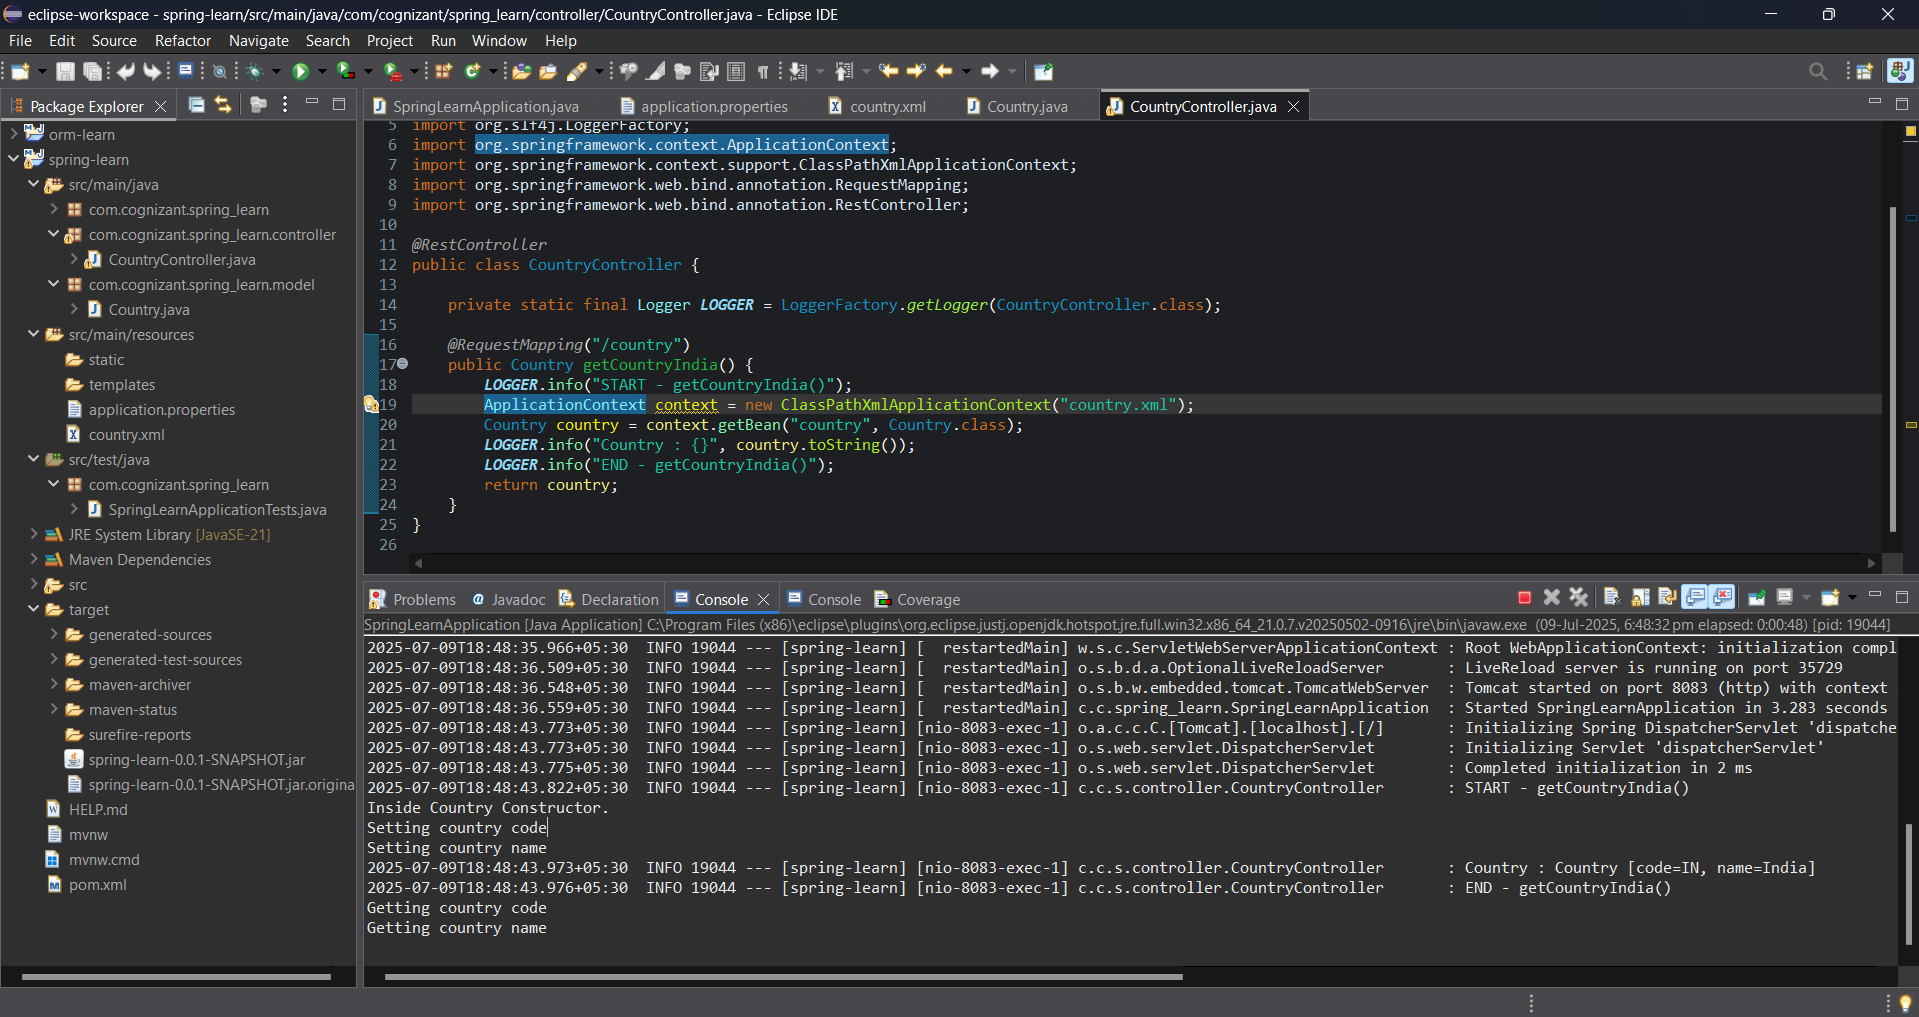 eclipse-workspace - spring-learn/src/main/java/com/cognizant/spring_learn/controller/CountryController.java - Eclipse IDE
File Edit Source Refactor Navigate Search Project Run Window Help
Package Explorer
orm-learn
spring-learn
src/main/java
com.cognizant.spring_learn
com.cognizant.spring_learn.controller
CountryController.java
com.cognizant.spring_learn.model
Country.java
src/main/resources
static
templates
application.properties
country.xml
src/test/java
com.cognizant.spring_learn
SpringLearnApplicationTests.java
JRE System Library [JavaSE-21]
Maven Dependencies
src
target
generated-sources
generated-test-sources
maven-archiver
maven-status
surefire-reports
spring-learn-0.0.1-SNAPSHOT.jar
spring-learn-0.0.1-SNAPSHOT.jar.origina
HELP.md
mvnw
mvnw.cmd
pom.xml
SpringLearnApplication.java application.properties country.xml Country.java CountryController.java
5 import org.slf4j.LoggerFactory;
6 import org.springframework.context.ApplicationContext;
7 import org.springframework.context.support.ClassPathXmlApplicationContext;
8 import org.springframework.web.bind.annotation.RequestMapping;
9 import org.springframework.web.bind.annotation.RestController;
10
11 @RestController
12 public class CountryController {
13
14 private static final Logger LOGGER = LoggerFactory.getLogger(CountryController.class);
15
16 @RequestMapping("/country")
17 public Country getCountryIndia() {
18 LOGGER.info("START - getCountryIndia()");
19 ApplicationContext context = new ClassPathXmlApplicationContext("country.xml");
20 Country country = context.getBean("country", Country.class);
21 LOGGER.info("Country : {}", country.toString());
22 LOGGER.info("END - getCountryIndia()");
23 return country;
24 }
25 }
26
Problems Javadoc Declaration Console Console Coverage
SpringLearnApplication [Java Application] C:\Program Files (x86)\eclipse\plugins\org.eclipse.justj.openjdk.hotspot.jre.full.win32.x86_64_21.0.7.v20250502-0916\jre\bin\javaw.exe (09-Jul-2025, 6:48:32 pm elapsed: 0:00:48) [pid: 19044]
2025-07-09T18:48:35.966+05:30 INFO 19044 --- [spring-learn] [ restartedMain] w.s.c.ServletWebServerApplicationContext : Root WebApplicationContext: initialization compl
2025-07-09T18:48:36.509+05:30 INFO 19044 --- [spring-learn] [ restartedMain] o.s.b.d.a.OptionalLiveReloadServer : LiveReload server is running on port 35729
2025-07-09T18:48:36.548+05:30 INFO 19044 --- [spring-learn] [ restartedMain] o.s.b.w.embedded.tomcat.TomcatWebServer : Tomcat started on port 8083 (http) with context
2025-07-09T18:48:36.559+05:30 INFO 19044 --- [spring-learn] [ restartedMain] c.c.spring_learn.SpringLearnApplication : Started SpringLearnApplication in 3.283 seconds
2025-07-09T18:48:43.773+05:30 INFO 19044 --- [spring-learn] [nio-8083-exec-1] o.a.c.c.C.[Tomcat].[localhost].[/] : Initializing Spring DispatcherServlet 'dispatche
2025-07-09T18:48:43.773+05:30 INFO 19044 --- [spring-learn] [nio-8083-exec-1] o.s.web.servlet.DispatcherServlet : Initializing Servlet 'dispatcherServlet'
2025-07-09T18:48:43.775+05:30 INFO 19044 --- [spring-learn] [nio-8083-exec-1] o.s.web.servlet.DispatcherServlet : Completed initialization in 2 ms
2025-07-09T18:48:43.822+05:30 INFO 19044 --- [spring-learn] [nio-8083-exec-1] c.c.s.controller.CountryController : START - getCountryIndia()
Inside Country Constructor.
Setting country code
Setting country name
2025-07-09T18:48:43.973+05:30 INFO 19044 --- [spring-learn] [nio-8083-exec-1] c.c.s.controller.CountryController : Country : Country [code=IN, name=India]
2025-07-09T18:48:43.976+05:30 INFO 19044 --- [spring-learn] [nio-8083-exec-1] c.c.s.controller.CountryController : END - getCountryIndia()
Getting country code
Getting country name